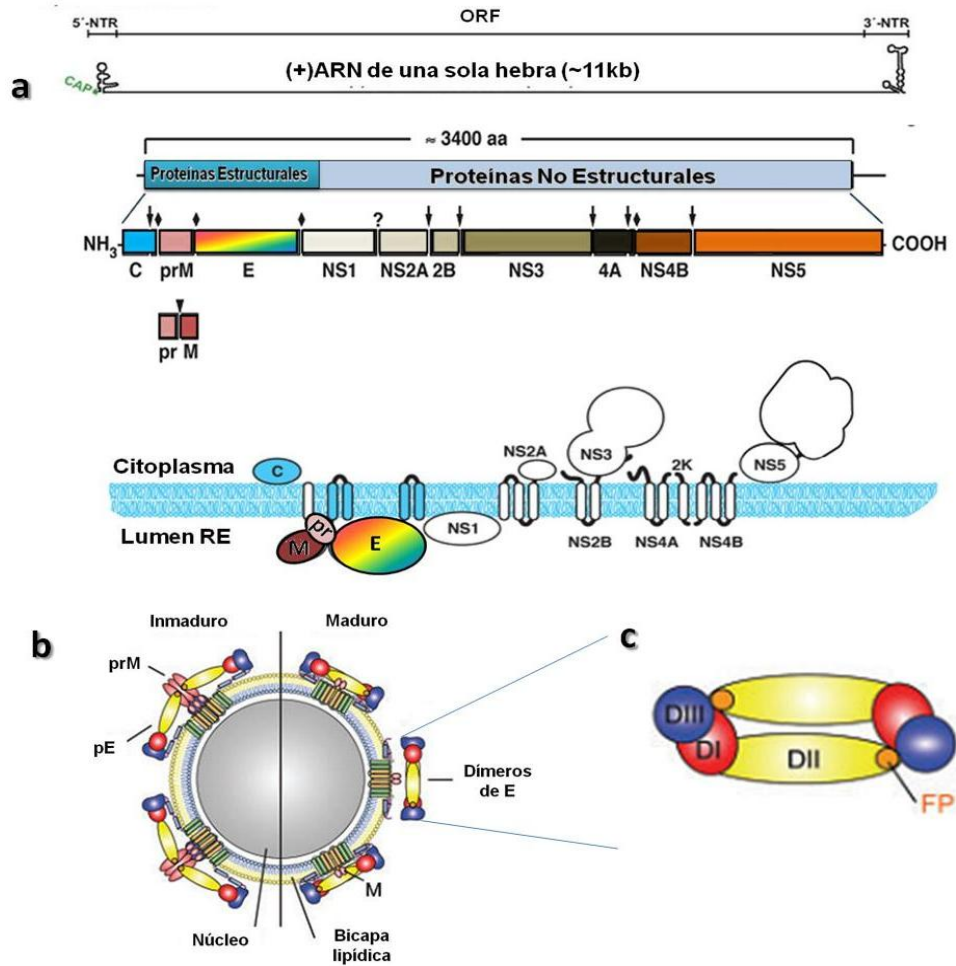 5´-NTR
ORF
3´-NTR
(+)ARN de una sola hebra (~11kb)
CAP
a
≈ 3400 aa
Proteinas Estructurales
Proteinas No Estructurales
NH3
COOH
?
C
prM
E
NS1
NS2A
2B
NS3
4A
NS4B
NS5
pr M
Citoplasma
C
NS2A
NS3
2K
NS5
Lumen RE
pr
M
E
NS1
NS2B
NS4A
NS4B
b
Inmaduro
Maduro
prM
pE
Dímeros
de E
M
Núcleo
Bicapa
lipídica
c
DIII
DI
DII
FP